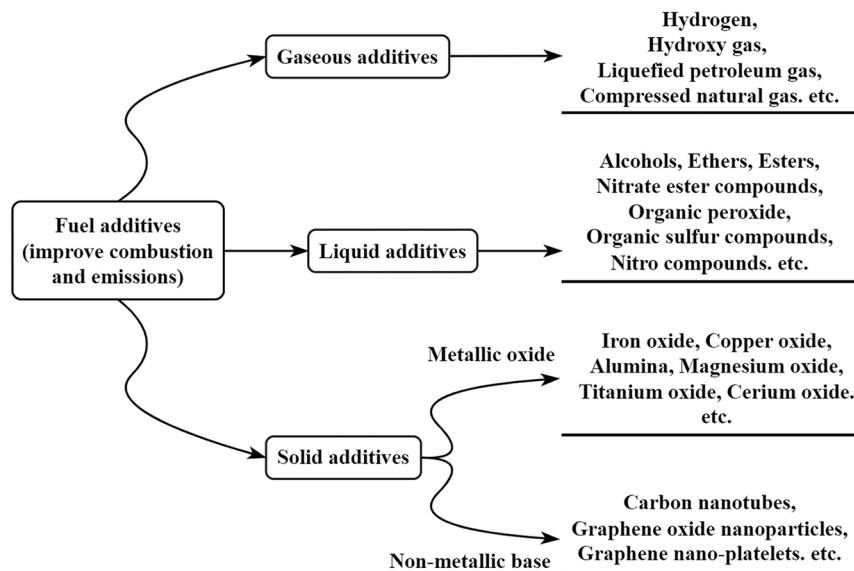 Gaseous additives
Hydrogen,
Hydroxy gas,
Liquefied petroleum gas,
Compressed natural gas. etc.
Fuel additives
(improve combustion
and emissions)
Liquid additives
Alcohols, Ethers, Esters,
Nitrate ester compounds,
Organic peroxide,
Organic sulfur compounds,
Nitro compounds. etc.
Solid additives
Metallic oxide
Iron oxide, Copper oxide,
Alumina, Magnesium oxide,
Titanium oxide, Cerium oxide.
etc.
Non-metallic base
Carbon nanotubes,
Graphene oxide nanoparticles,
Graphene nano-platelets. etc.